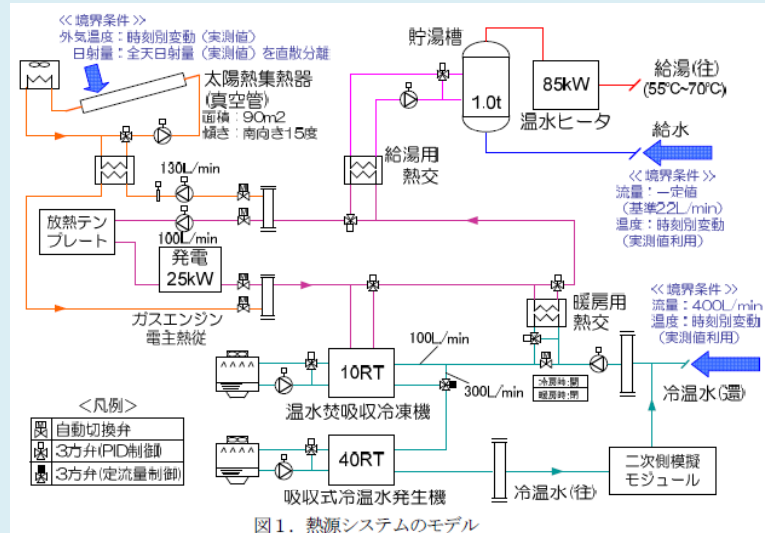 ≪境界条件≫
外気温度：時刻別変動（実測値）
日射量：全天日射量（実測値）を直散分離
太陽熱集熱器
(真空管)
面積：90m2
傾き：南向き15度
貯湯槽
1.0t
85kW
温水ヒータ
給湯(往)
(55℃~70℃)
給水
≪境界条件≫
流量：一定値
（基準22L/min）
温度：時刻別変動
（実測値利用）
給湯用
熱交
130L/min
100L/min
放熱テン
プレート
発電
25kW
ガスエンジン
電主熱従
暖房用
熱交
≪境界条件≫
流量：400L/min
温度：時刻別変動
（実測値利用）
100L/min
10RT
温水焚吸収冷凍機
300L/min
冷房時:開
暖房時:閉
冷温水(還)
<凡例>
自動切換弁
3方弁(PID制御)
3方弁(定流量制御)
40RT
吸収式冷温水発生機
冷温水(往)
二次側模擬
モジュール
図1．熱源システムのモデル